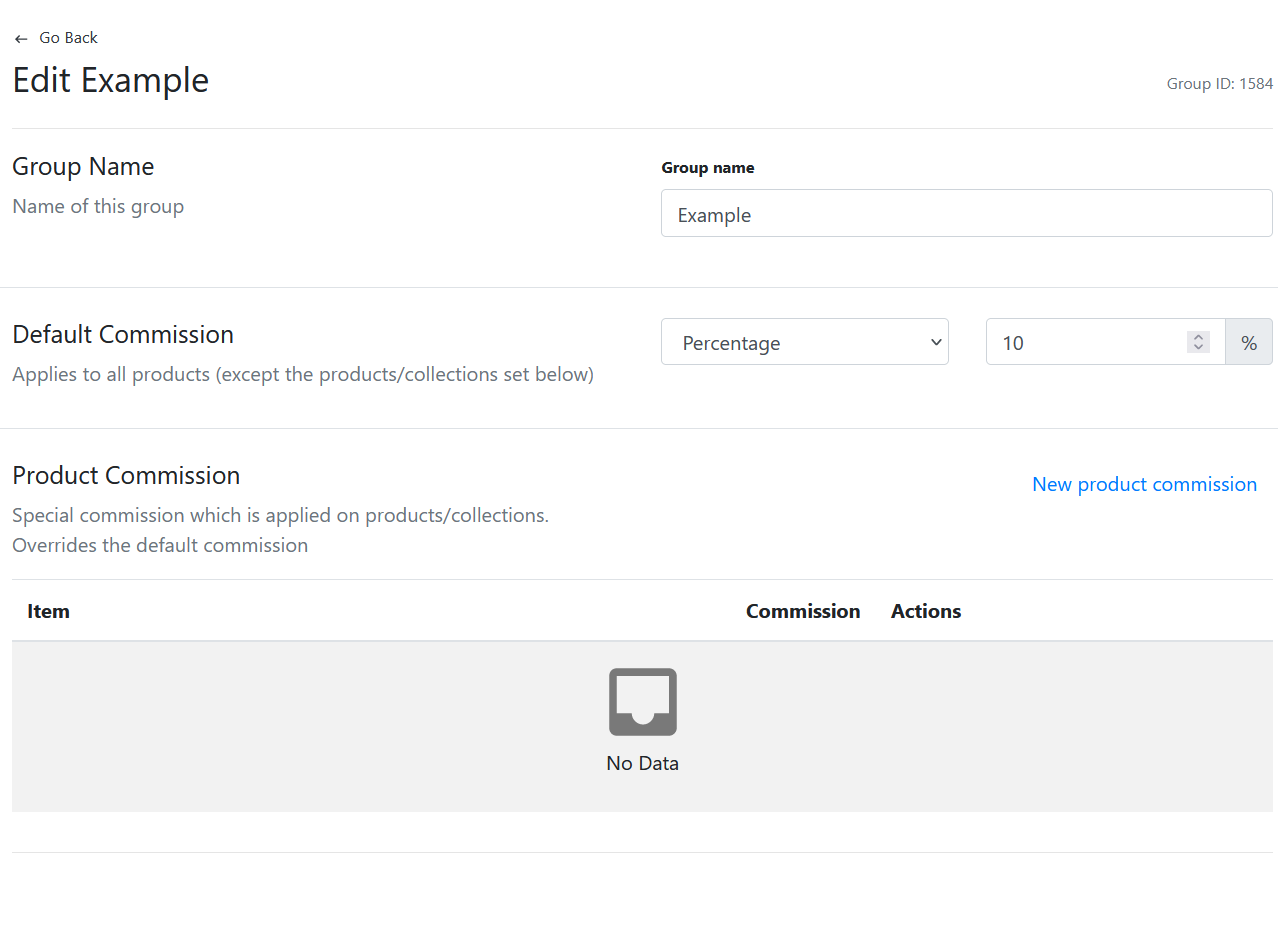 ← Go Back
Edit Example
Group ID: 1584
Group Name
Name of this group
Group name
Example
Default Commission
Applies to all products (except the products/collections set below)
Percentage
10
%
Product Commission
Special commission which is applied on products/collections.
Overrides the default commission
New product commission
Item Commission Actions
No Data